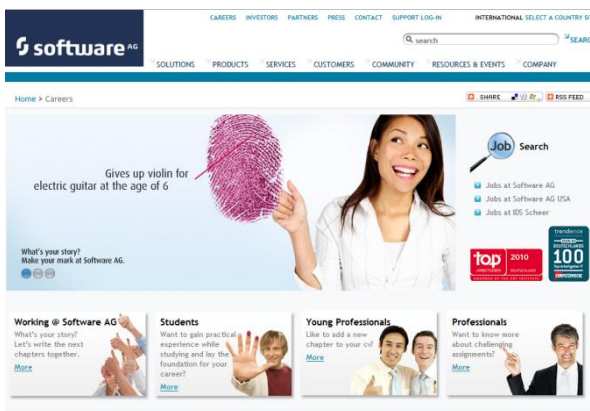 CAREERS INVESTORS PARTNERS PRESS CONTACT SUPPORT LOG-IN INTERNATIONAL SELECT A COUNTRY
software AG
search
SOLUTIONS PRODUCTS SERVICES CUSTOMERS COMMUNITY RESOURCES & EVENTS COMPANY
Home > Careers
SHARE
RSS FEED
Gives up violin for
electric guitar at the age of 6
What's your story?
Make your mark at Software AG.
Job Search
Jobs at Software AG
Jobs at Software AG USA
Jobs at IDS Scheer
top 2010
trendence
DEUTSCHLANDS
100
Working @ Software AG
What's your story?
Let's write the next
chapters together.
More
Students
Want to gain practical
experience while
studying and lay the
foundation for your
career?
More
Young Professionals
Like to add a new
chapter to your cv?
More
Professionals
Want to know more
about challenging
assignments?
More